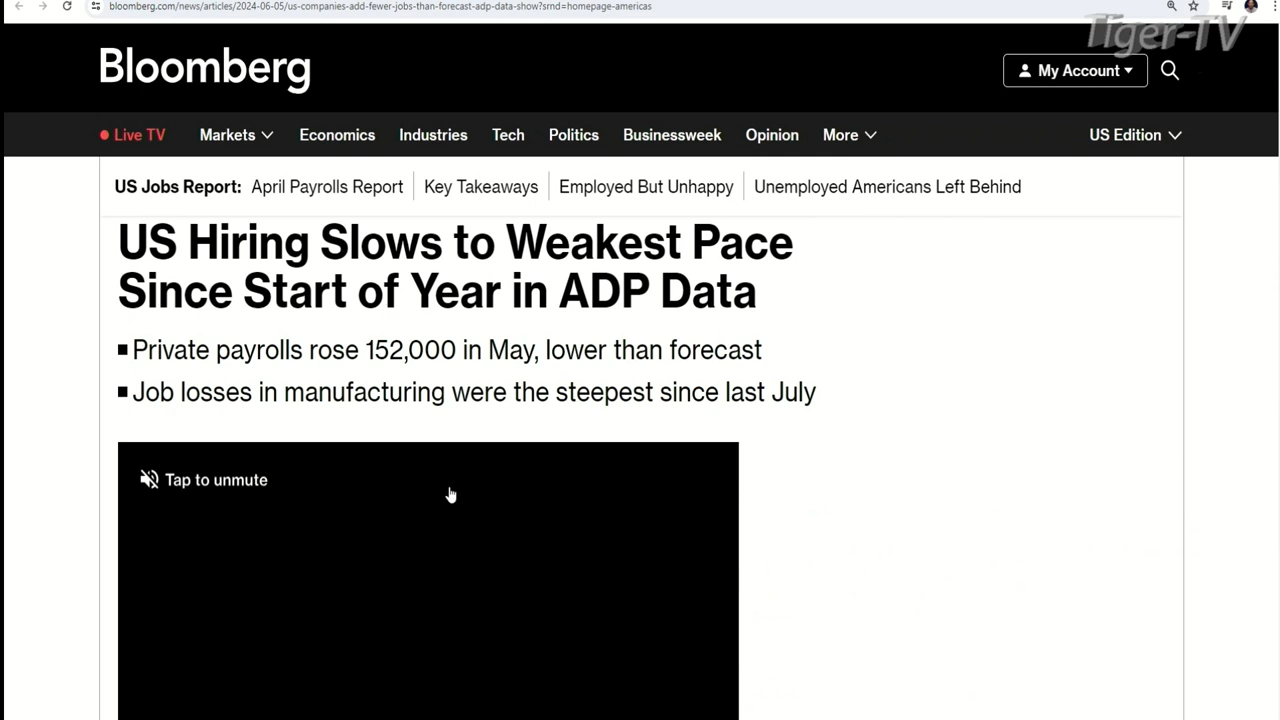 bloomberg.com/news/articles/2024-06-05/us-companies-add-fewer-jobs-than-forecast-adp-data-show?srnd=homepage-americas
Tiger-TV
Bloomberg
My Account
Live TV Markets Economics Industries Tech Politics Businessweek Opinion More US Edition
US Jobs Report: April Payrolls Report Key Takeaways Employed But Unhappy Unemployed Americans Left Behind
US Hiring Slows to Weakest Pace
Since Start of Year in ADP Data
Private payrolls rose 152,000 in May, lower than forecast
Job losses in manufacturing were the steepest since last July
Tap to unmute